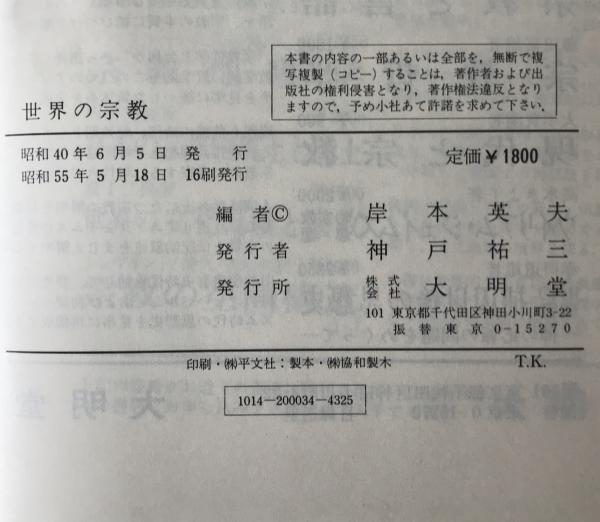 本書の内容の一部あるいは全部を，無断で複
写複製（コピー）することは，著作者および出
版社の権利侵害となり，著作権法違反となり
ますので，予め小社あて許諾を求めて下さい．
世界の宗教
昭和40年6月5日 発行
昭和55年5月18日 16刷発行
定価￥1800
編者© 岸本英夫
発行者 神戸祐三
発行所 株式会社 大明堂
101 東京都千代田区神田小川町3-22
振替東京0-15270
印刷・㈱平文社：製本・㈱協和製木
T.K.
1014―200034―4325